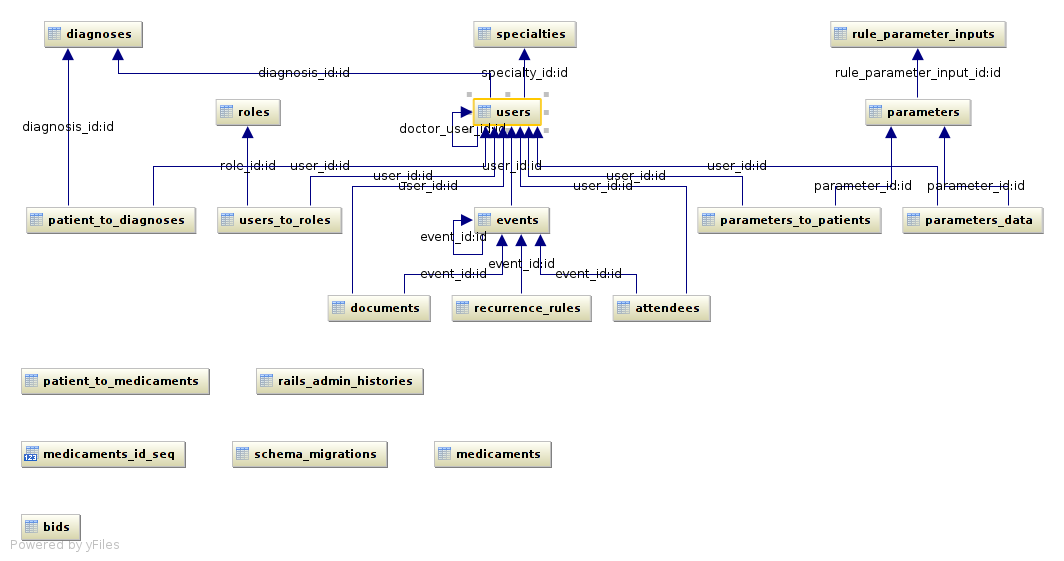 diagnoses
specialties
rule_parameter_inputs
diagnosis_id:id
specialty_id:id
rule_parameter_input_id:id
roles
users
parameters
diagnosis_id:id
doctor_user_id:id
role_id:id
user_id:id
user_id:id
user_id:id
user_id:id
user_id:id
user_id:id
user_id:id
parameter_id:id
parameter_id:id
patient_to_diagnoses
users_to_roles
events
parameters_to_patients
parameters_data
event_id:id
event_id:id
event_id:id
event_id:id
documents
recurrence_rules
attendees
patient_to_medicaments
rails_admin_histories
123
medicaments_id_seq
schema_migrations
medicaments
bids
Powered by yFiles